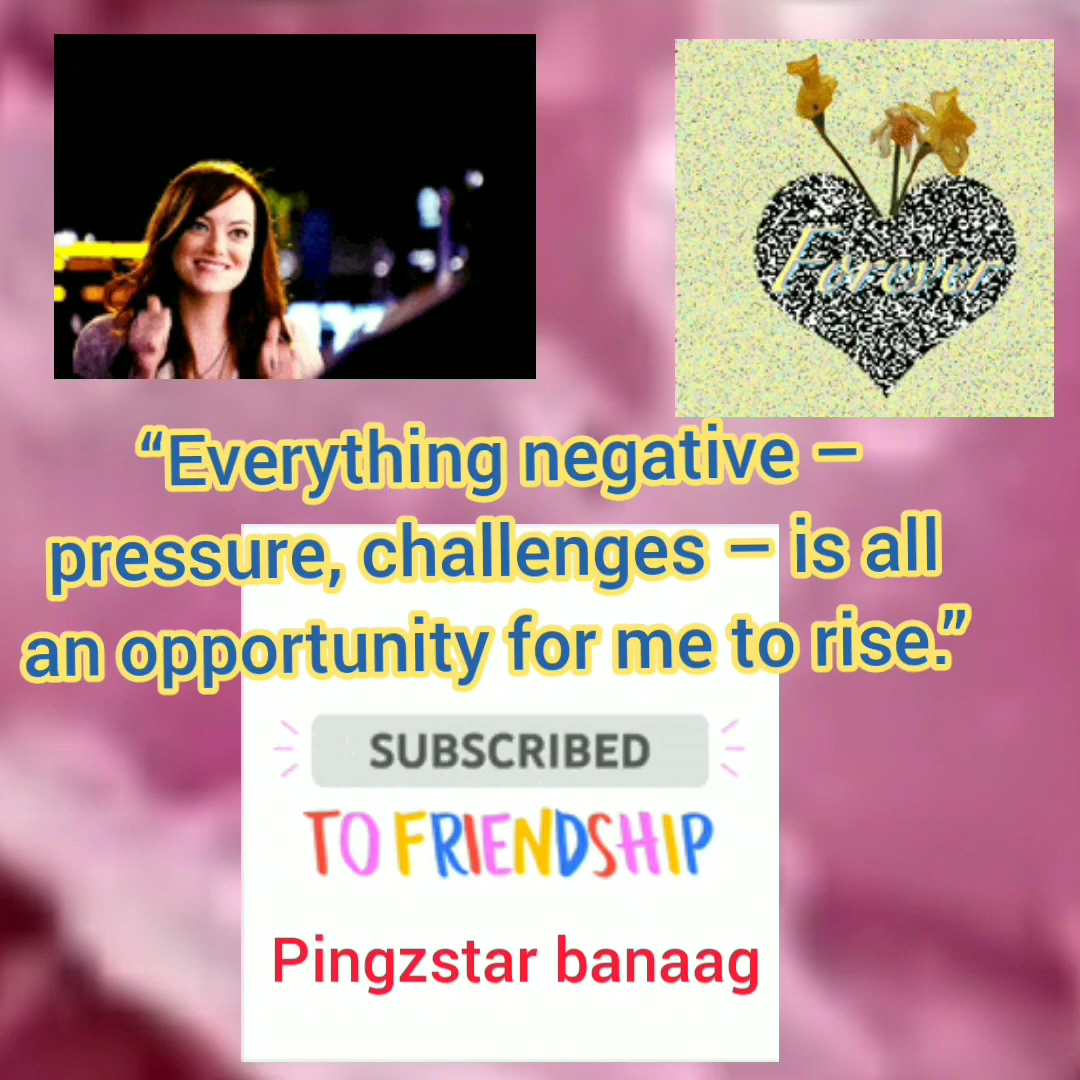 Forever
“Everything negative –
pressure, challenges – is all
an opportunity for me to rise.”
SUBSCRIBED
TO FRIENDSHIP
Pingzstar banaag